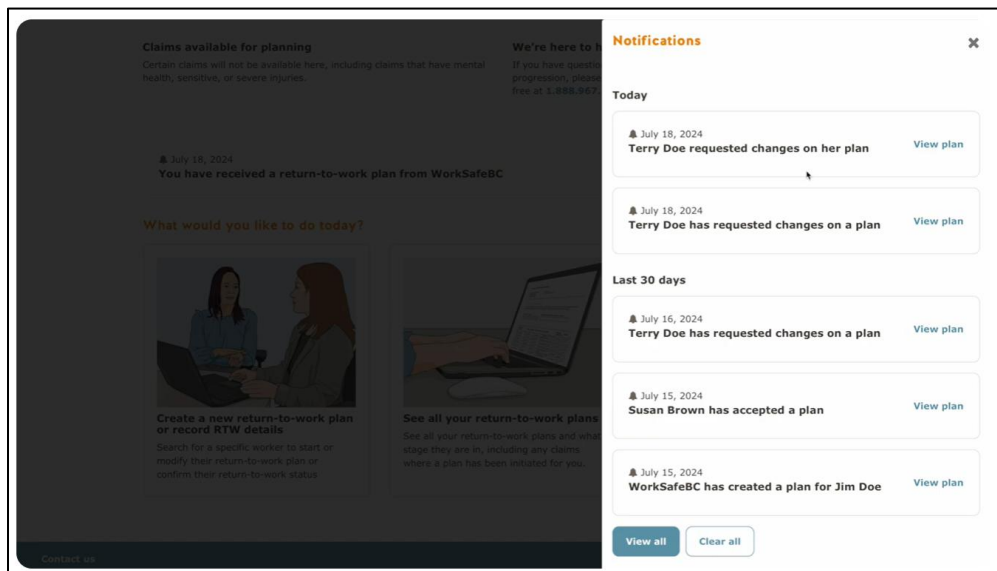 Claims available for planning
Certain claims will not be available here, including claims that have mental
health, sensitive, or severe injuries.
We're here to h
If you have questio
progression, please
free at 1.888.967.
July 18, 2024
You have received a return-to-work plan from WorkSafeBC
What would you like to do today?
Create a new return-to-work plan
or record RTW details
Search for a specific worker to start or
modify their return-to-work plan or
confirm their return-to-work status
See all your return-to-work plans
See all your return-to-work plans and what
stage they are in, including any claims
where a plan has been initiated for you.
Contact us
Notifications
Today
July 18, 2024
Terry Doe requested changes on her plan
View plan
July 18, 2024
Terry Doe has requested changes on a plan
View plan
Last 30 days
July 16, 2024
Terry Doe has requested changes on a plan
View plan
July 15, 2024
Susan Brown has accepted a plan
View plan
July 15, 2024
WorkSafeBC has created a plan for Jim Doe
View plan
View all
Clear all